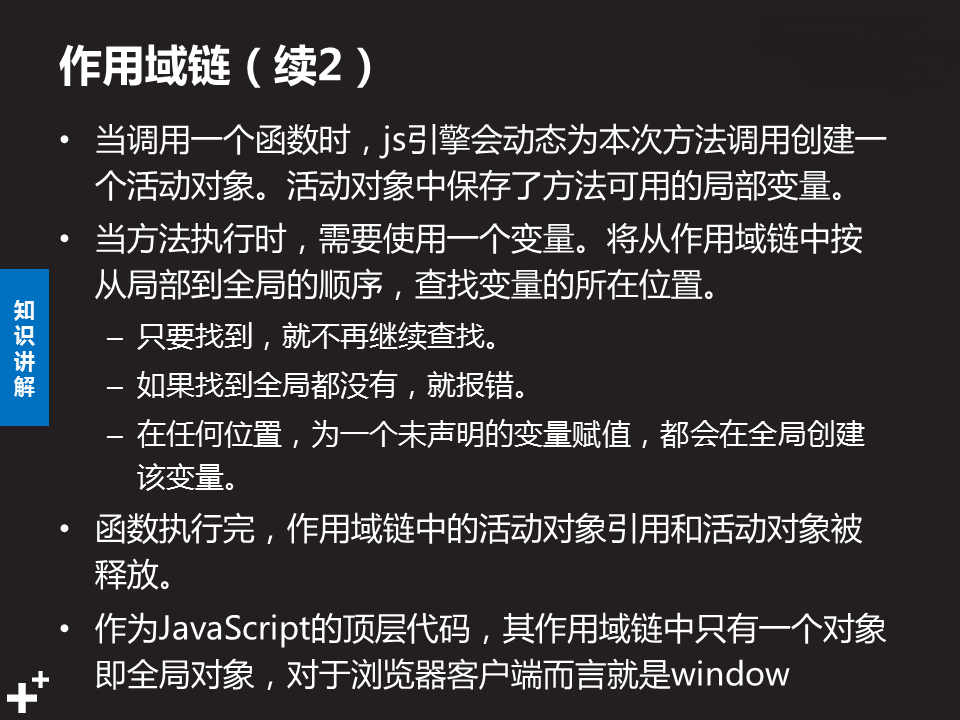 作用域链（续2）
• 当调用一个函数时，js引擎会动态为本次方法调用创建一
个活动对象。活动对象中保存了方法可用的局部变量。
• 当方法执行时，需要使用一个变量。将从作用域链中按
从局部到全局的顺序，查找变量的所在位置。
– 只要找到，就不再继续查找。
– 如果找到全局都没有，就报错。
– 在任何位置，为一个未声明的变量赋值，都会在全局创建
该变量。
• 函数执行完，作用域链中的活动对象引用和活动对象被
释放。
• 作为JavaScript的顶层代码，其作用域链中只有一个对象
即全局对象，对于浏览器客户端而言就是window
知
识
讲
解